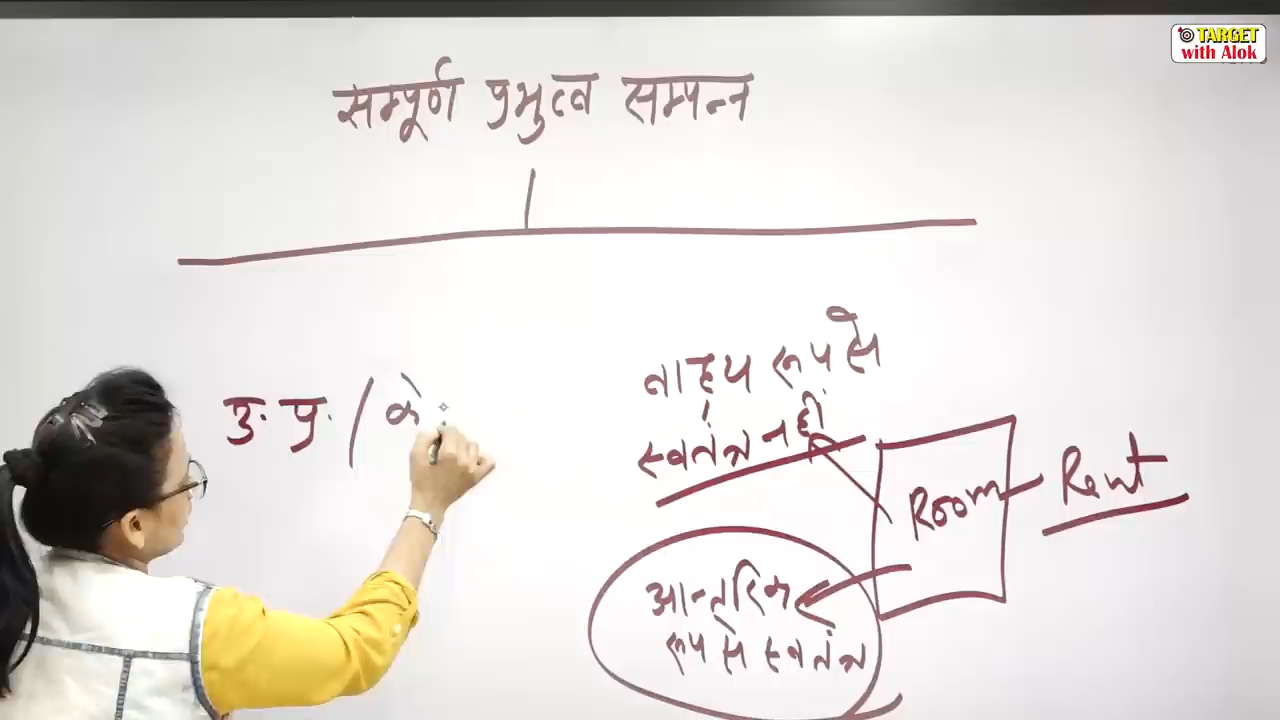 TARGET
with Alok
सम्पूर्ण प्रभुत्व सम्पन्न
बाह्य रूप से
स्वतंत्र नहीं
उ. प्र. / के
Room
Rent
आन्तरिक
रूप से स्वतंत्र